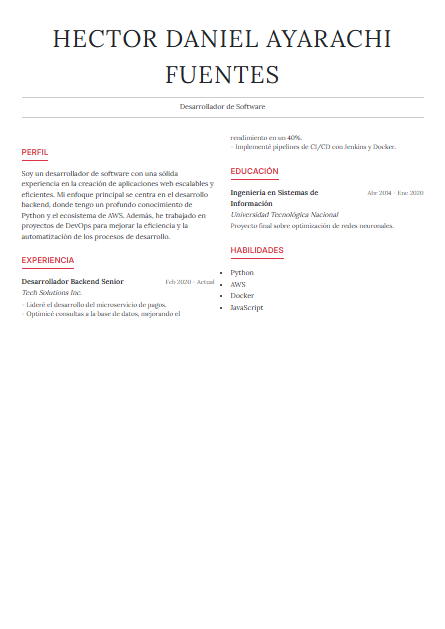 HECTOR DANIEL AYARACHI
FUENTES
Desarrollador de Software
PERFIL
Soy un desarrollador de software con una sólida
experiencia en la creación de aplicaciones web escalables y
eficientes. Mi enfoque principal se centra en el desarrollo
backend, donde tengo un profundo conocimiento de
Python y el ecosistema de AWS. Además, he trabajado en
proyectos de DevOps para mejorar la eficiencia y la
automatización de los procesos de desarrollo.
EXPERIENCIA
Desarrollador Backend Senior Feb 2020 - Actual
Tech Solutions Inc.
- Lideré el desarrollo del microservicio de pagos.
- Optimicé consultas a la base de datos, mejorando el
rendimiento en un 40%.
- Implementé pipelines de CI/CD con Jenkins y Docker.
EDUCACIÓN
Ingeniería en Sistemas de Abr 2014 - Ene 2020
Información
Universidad Tecnológica Nacional
Proyecto final sobre optimización de redes neuronales.
HABILIDADES
• Python
• AWS
• Docker
• JavaScript